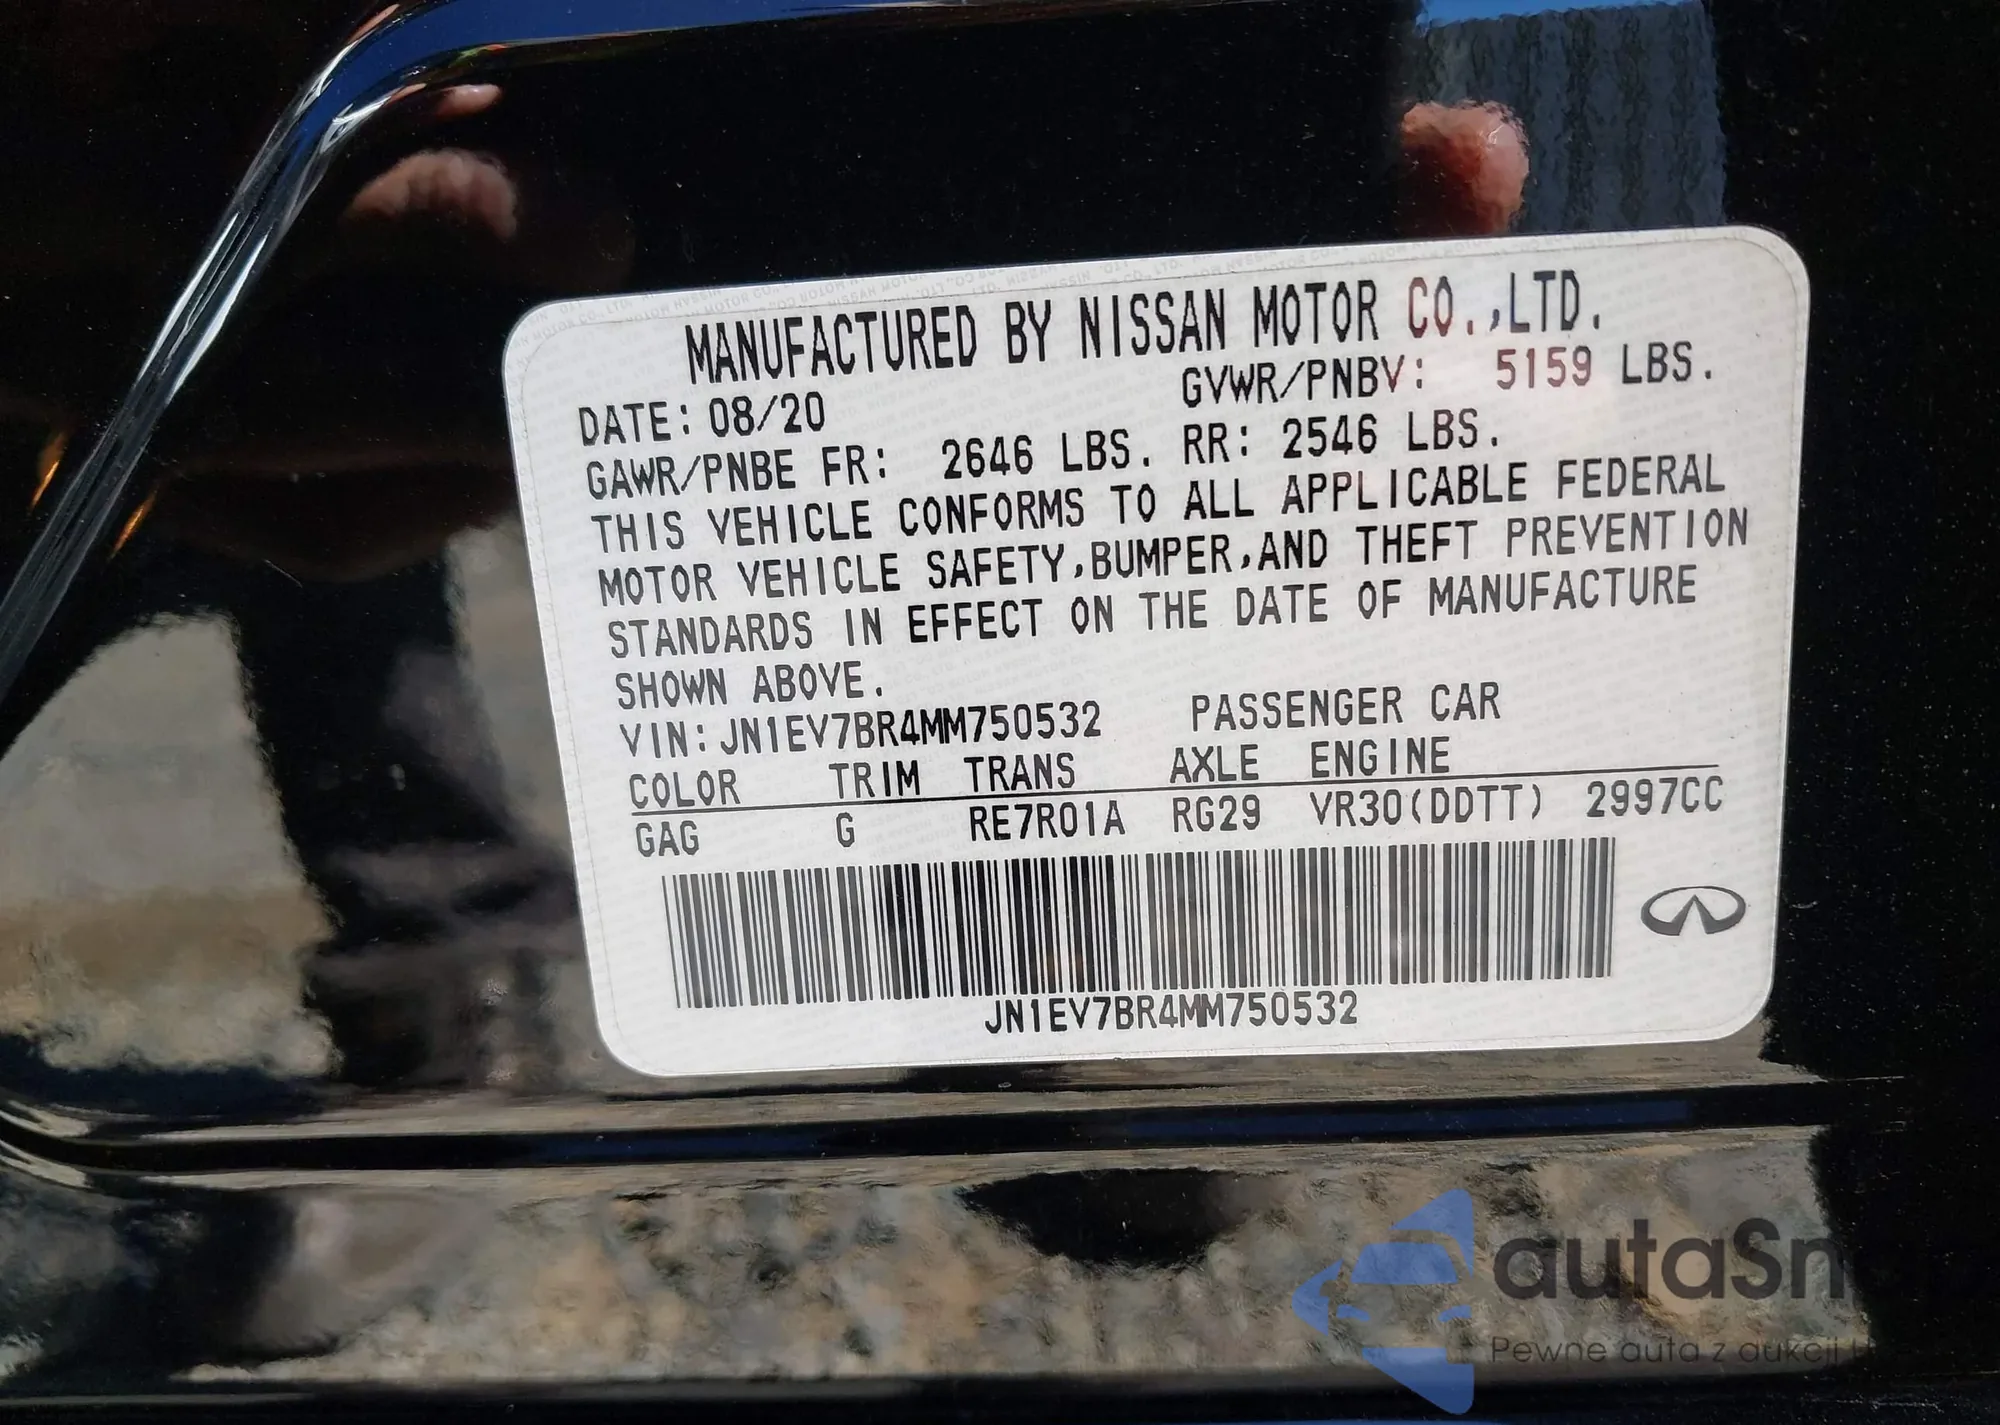 MANUFACTURED BY NISSAN MOTOR CO.,LTD.
DATE: 08/20 GVWR/PNBV: 5159 LBS.
GAWR/PNBE FR: 2646 LBS. RR: 2546 LBS.
THIS VEHICLE CONFORMS TO ALL APPLICABLE FEDERAL
MOTOR VEHICLE SAFETY,BUMPER,AND THEFT PREVENTION
STANDARDS IN EFFECT ON THE DATE OF MANUFACTURE
SHOWN ABOVE.
VIN: JN1EV7BR4MM750532 PASSENGER CAR
COLOR TRIM TRANS AXLE ENGINE
GAG G RE7R01A RG29 VR30(DDTT) 2997CC
JN1EV7BR4MM750532
autaSn
Pewne auta z aukcji